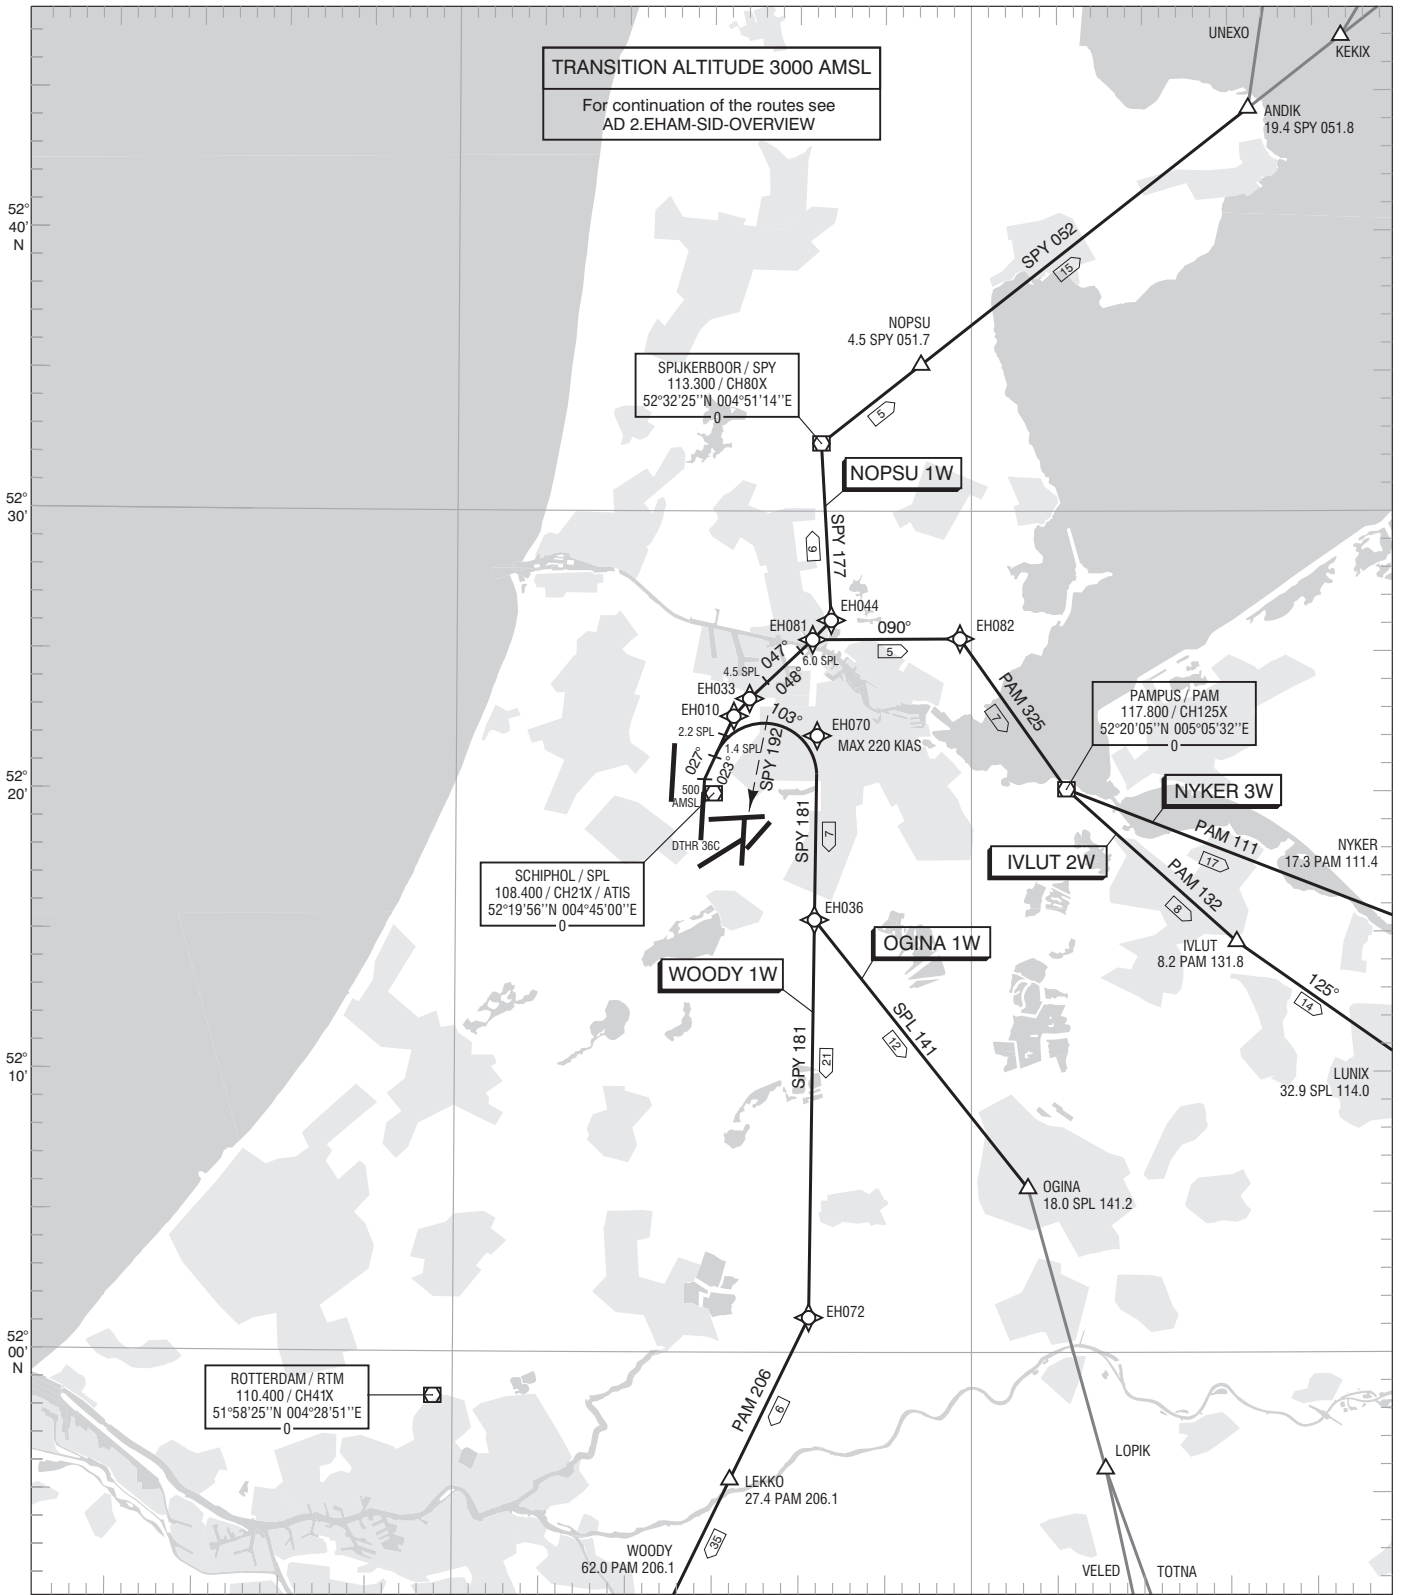 UNEXO
KEKIX
TRANSITION ALTITUDE 3000 AMSL
For continuation of the routes see
AD 2.EHAM-SID-OVERVIEW
ANDIK
19.4 SPY 051.8
52°
40'
N
SPY 052
15
NOPSU
4.5 SPY 051.7
SPIJKERBOOR / SPY
113.300 / CH80X
52°32'25''N 004°51'14''E
0
5
NOPSU 1W
52°
30'
SPY 177
6
EH044
EH081
090°
EH082
5
6.0 SPL
047°
4.5 SPL
048°
EH033
EH010
103°
EH070
MAX 220 KIAS
2.2 SPL
1.4 SPL
027°
023°
SPY 192
500
AMSL
DTHR 36C
PAM 325
7
PAMPUS / PAM
117.800 / CH125X
52°20'05''N 005°05'32''E
0
52°
20'
NYKER 3W
PAM 111
17
NYKER
17.3 PAM 111.4
IVLUT 2W
PAM 132
8
IVLUT
8.2 PAM 131.8
SPY 181
7
SCHIPHOL / SPL
108.400 / CH21X / ATIS
52°19'56''N 004°45'00''E
0
EH036
OGINA 1W
WOODY 1W
125°
14
SPL 141
12
SPY 181
21
52°
10'
LUNIX
32.9 SPL 114.0
OGINA
18.0 SPL 141.2
EH072
52°
00'
N
ROTTERDAM / RTM
110.400 / CH41X
51°58'25''N 004°28'51''E
0
PAM 206
6
LEKKO
27.4 PAM 206.1
LOPIK
35
WOODY
62.0 PAM 206.1
VELED
TOTNA